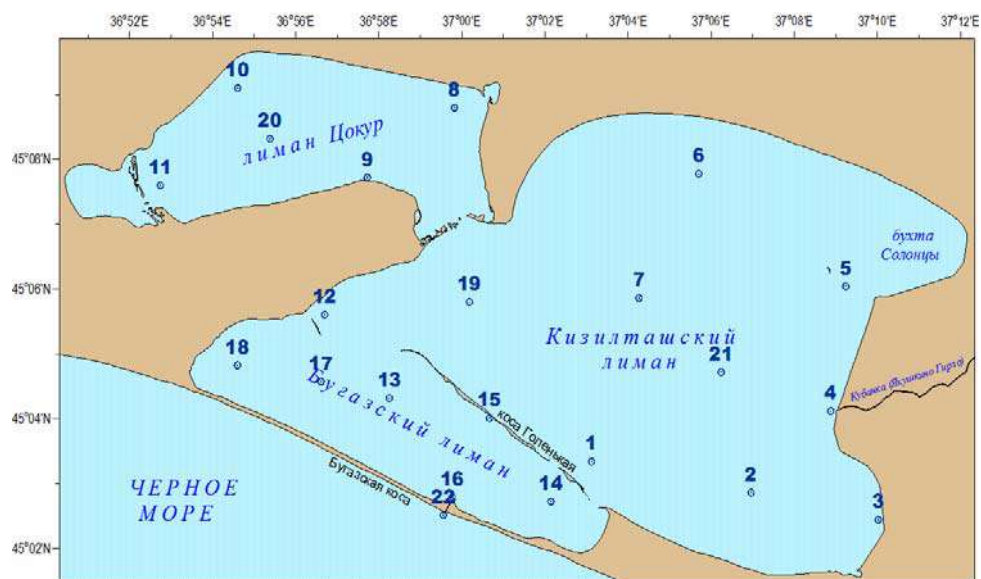 36°52'E 36°54' 36°56' 36°58' 37°00' 37°02' 37°04' 37°06' 37°08' 37°10' 37°12'E
10
8
20
лиман Цокур
45°08'
11
9
6
бухта
Солонцы
45°06'
19
7
5
12
Кизилташский
лиман
18
17
13
21
Бугазский лиман
15
коса Голенькая
4
Кубанка (Якушкино Гирло)
45°04'
1
Бугазская коса
16
22
14
2
3
ЧЕРНОЕ
МОРЕ
45°02'